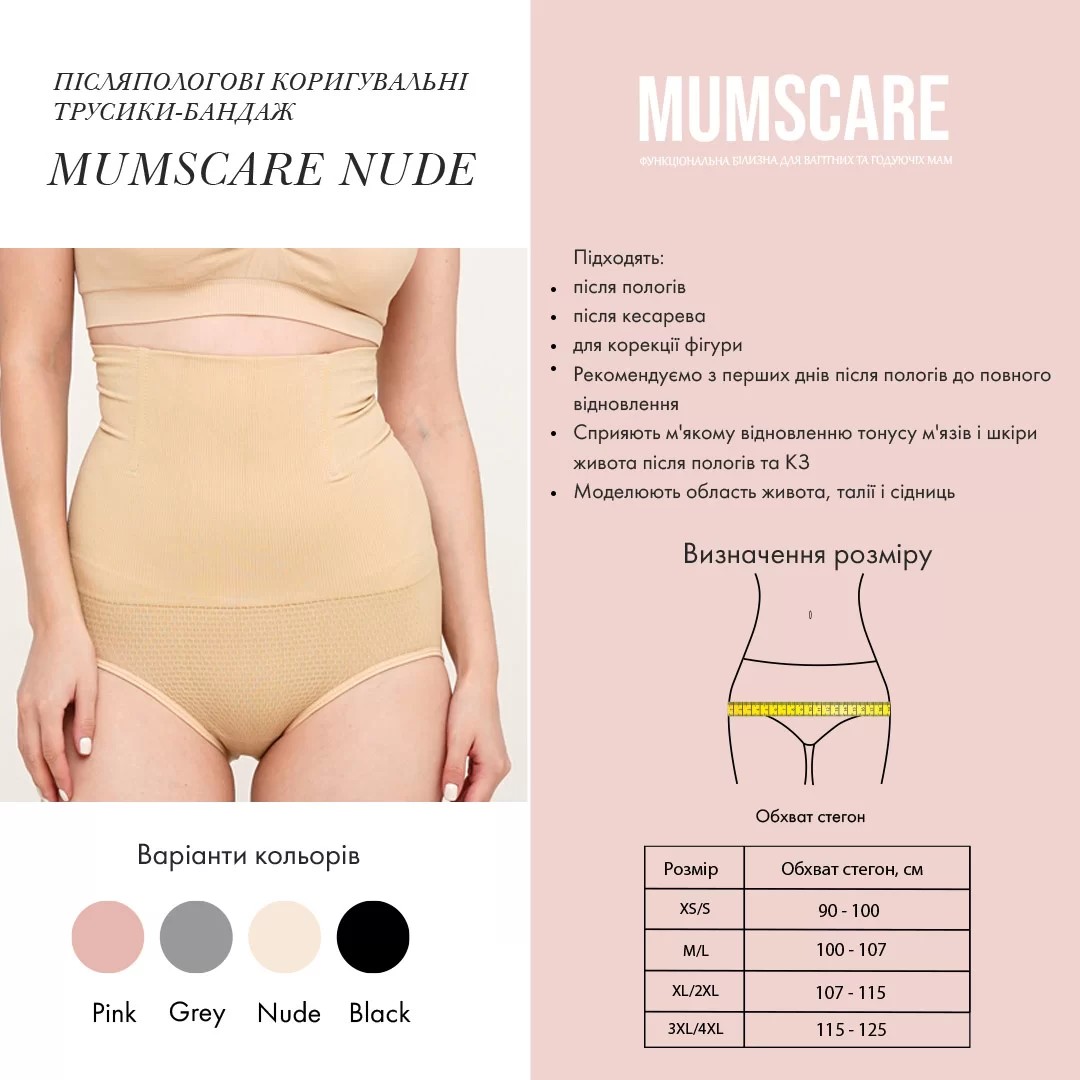 ПІСЛЯПОЛОГОВІ КОРИГУВАЛЬНІ
ТРУСИКИ-БАНДАЖ
MUMSCARE NUDE
MUMSCARE
ФУНКЦІОНАЛЬНА БІЛИЗНА ДЛЯ ВАГІТНИХ ТА ГОДУЮЧІХ МАМ
Підходять:
• після пологів
• після кесарева
• для корекції фігури
• Рекомендуємо з перших днів після пологів до повного
відновлення
• Сприяють м'якому відновленню тонусу м'язів і шкіри
живота після пологів та КЗ
• Моделюють область живота, талії і сідниць
Визначення розміру
Обхват стегон
Розмір Обхват стегон, см
XS/S 90 - 100
M/L 100 - 107
XL/2XL 107 - 115
3XL/4XL 115 - 125
Варіанти кольорів
Pink Grey Nude Black